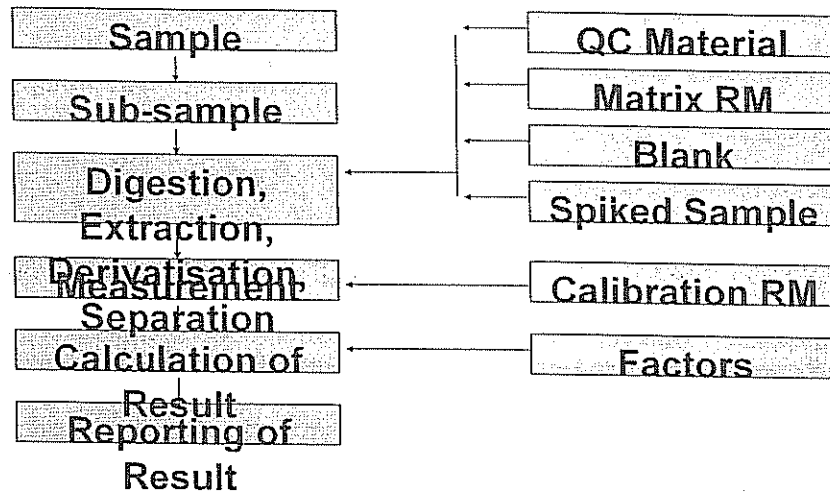 Sample
Sub-sample
Digestion,
Extraction,
Derivatisation,
Separation
Measurement
Calculation of
Result
Reporting of
Result
QC Material
Matrix RM
Blank
Spiked Sample
Calibration RM
Factors